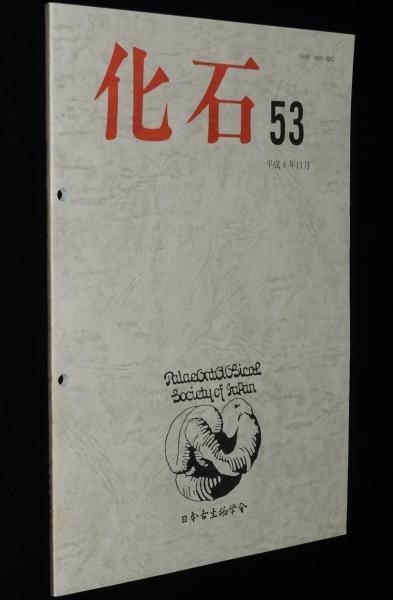 化石 53
平成4年11月
PalaeOntOlOgical
Society of Japan
日本古生物学会